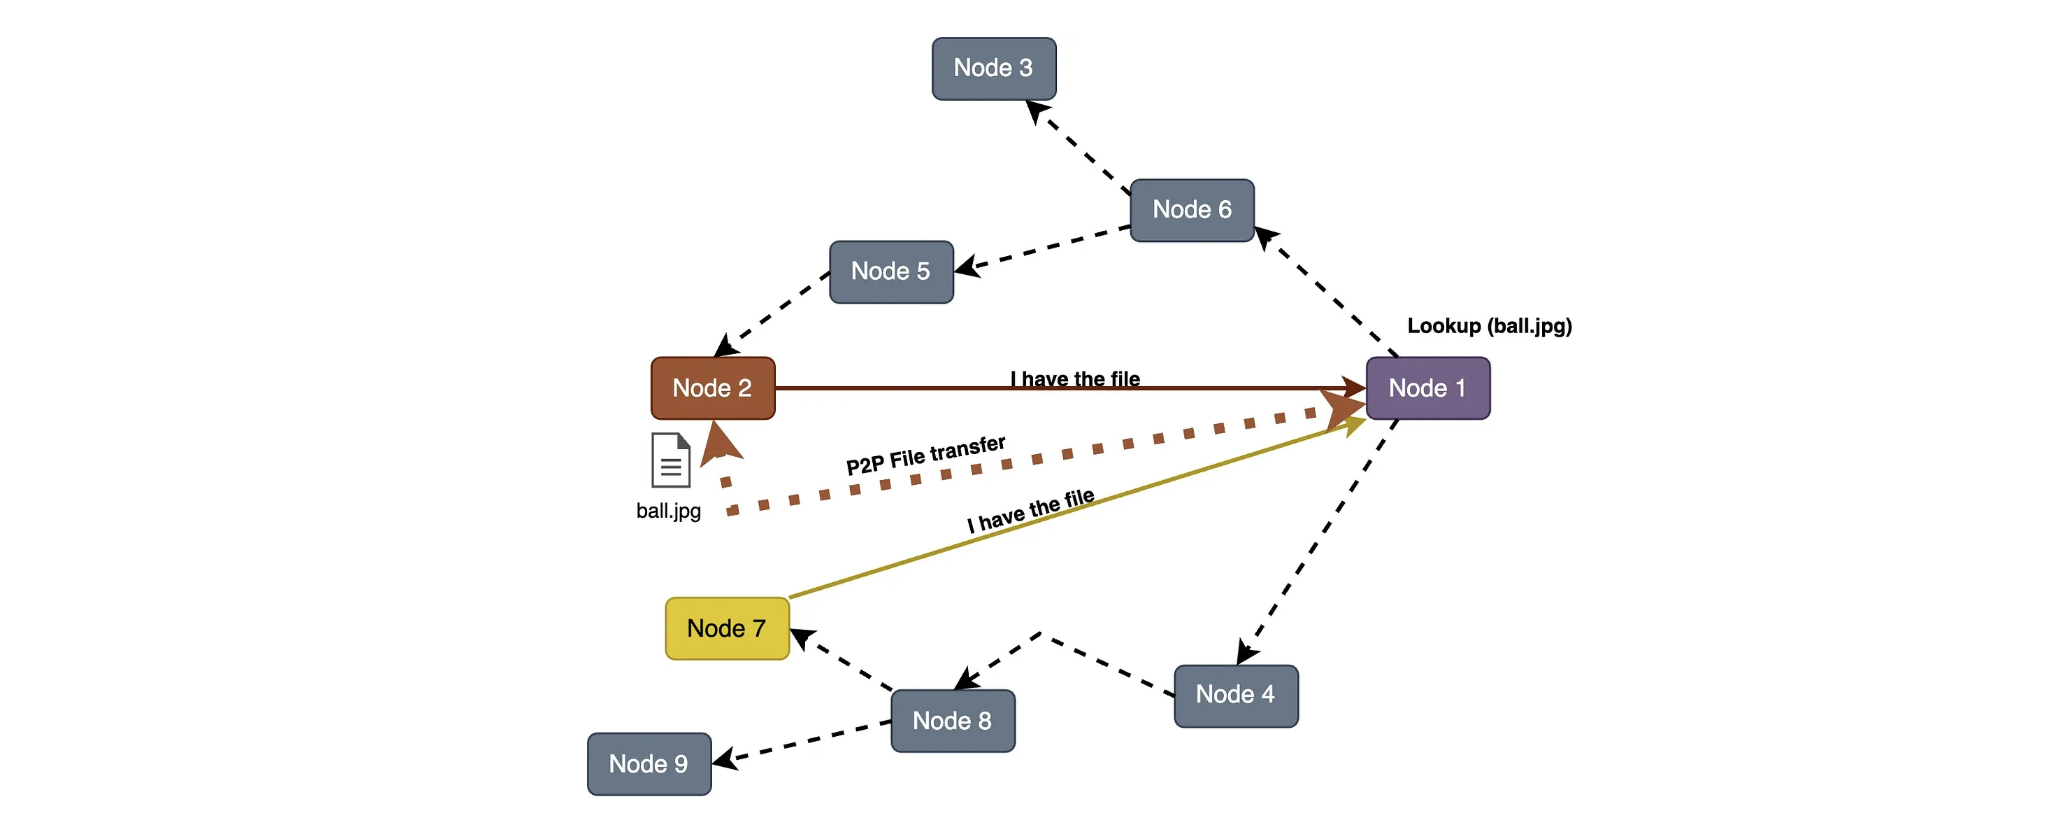 Node 3
Node 6
Node 5
Lookup (ball.jpg)
Node 2
I have the file
Node 1
P2P File transfer
ball.jpg
I have the file
Node 7
Node 4
Node 8
Node 9